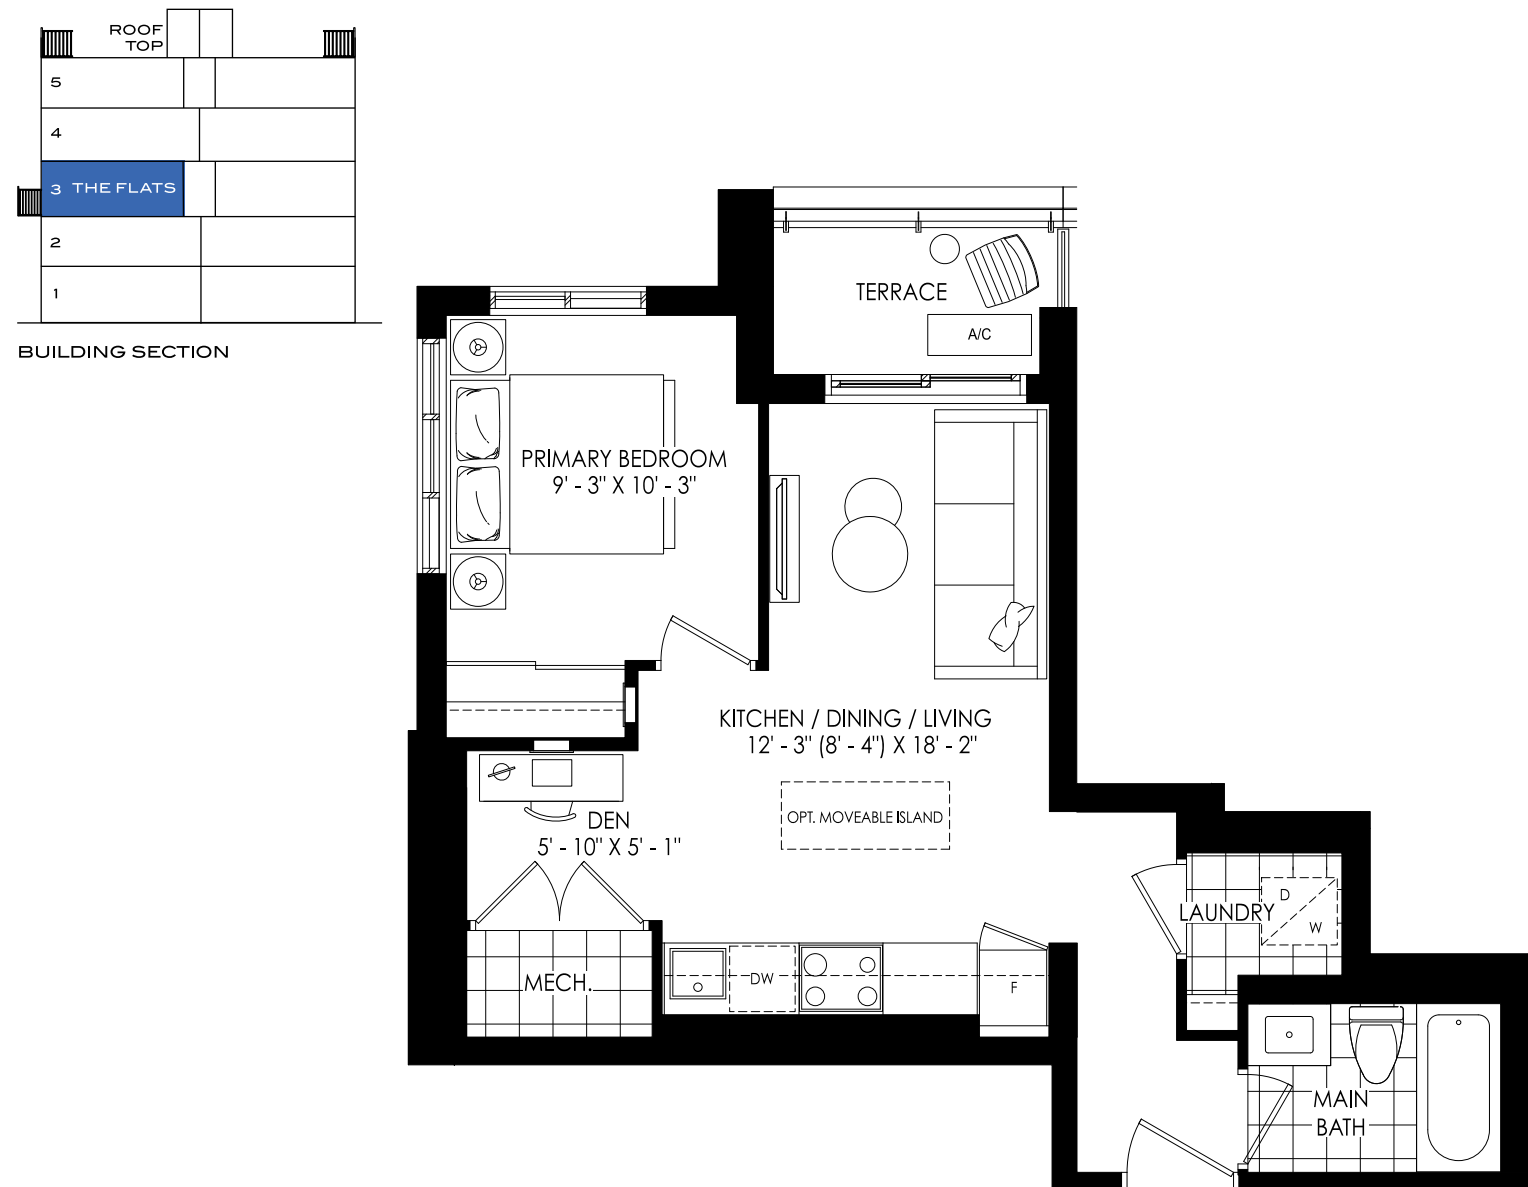 ROOF
TOP
5
4
3 THE FLATS
2
1
BUILDING SECTION
TERRACE
A/C
PRIMARY BEDROOM
9' - 3" X 10' - 3"
KITCHEN / DINING / LIVING
12' - 3" (8' - 4") X 18' - 2"
OPT. MOVEABLE ISLAND
DEN
5' - 10" X 5' - 1"
D
W
LAUNDRY
MECH.
DW
F
MAIN
BATH